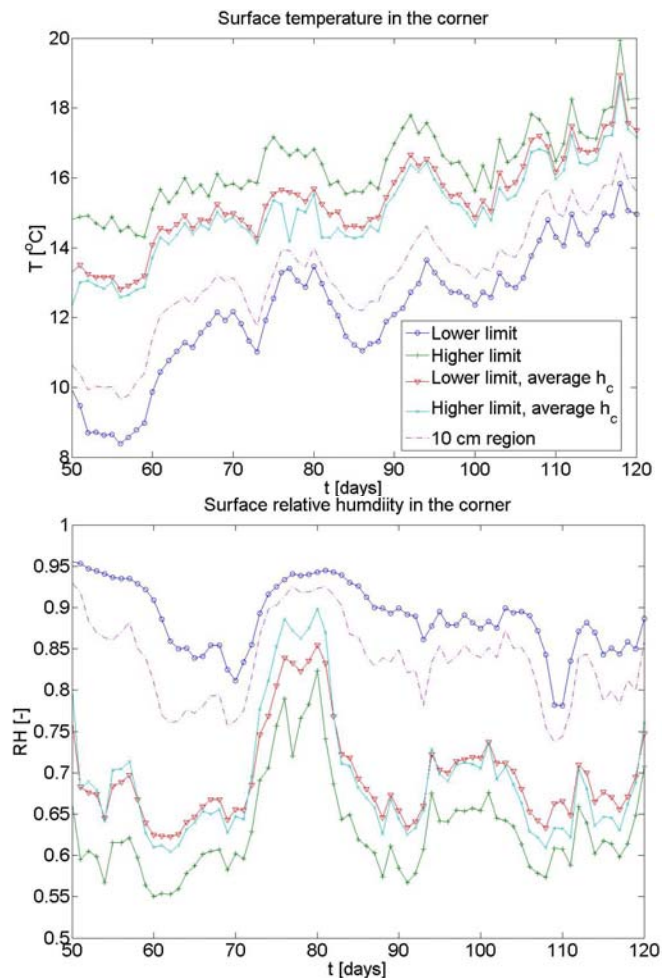 Surface temperature in the corner
20
18
16
14
12
10
8
T [°C]
50 60 70 80 90 100 110 120
t [days]
Lower limit
Higher limit
Lower limit, average h_c
Higher limit, average h_c
10 cm region
Surface relative humdiity in the corner
1
0.95
0.9
0.85
0.8
0.75
0.7
0.65
0.6
0.55
0.5
RH [-]
50 60 70 80 90 100 110 120
t [days]